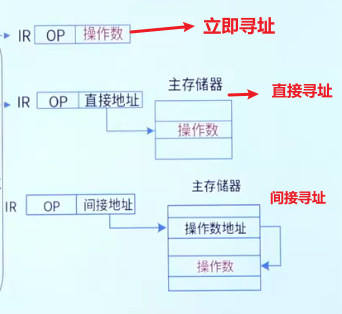 IR OP 操作数 立即寻址
主存储器 直接寻址
IR OP 直接地址
操作数
主存储器 间接寻址
IR OP 间接地址 操作数地址
操作数